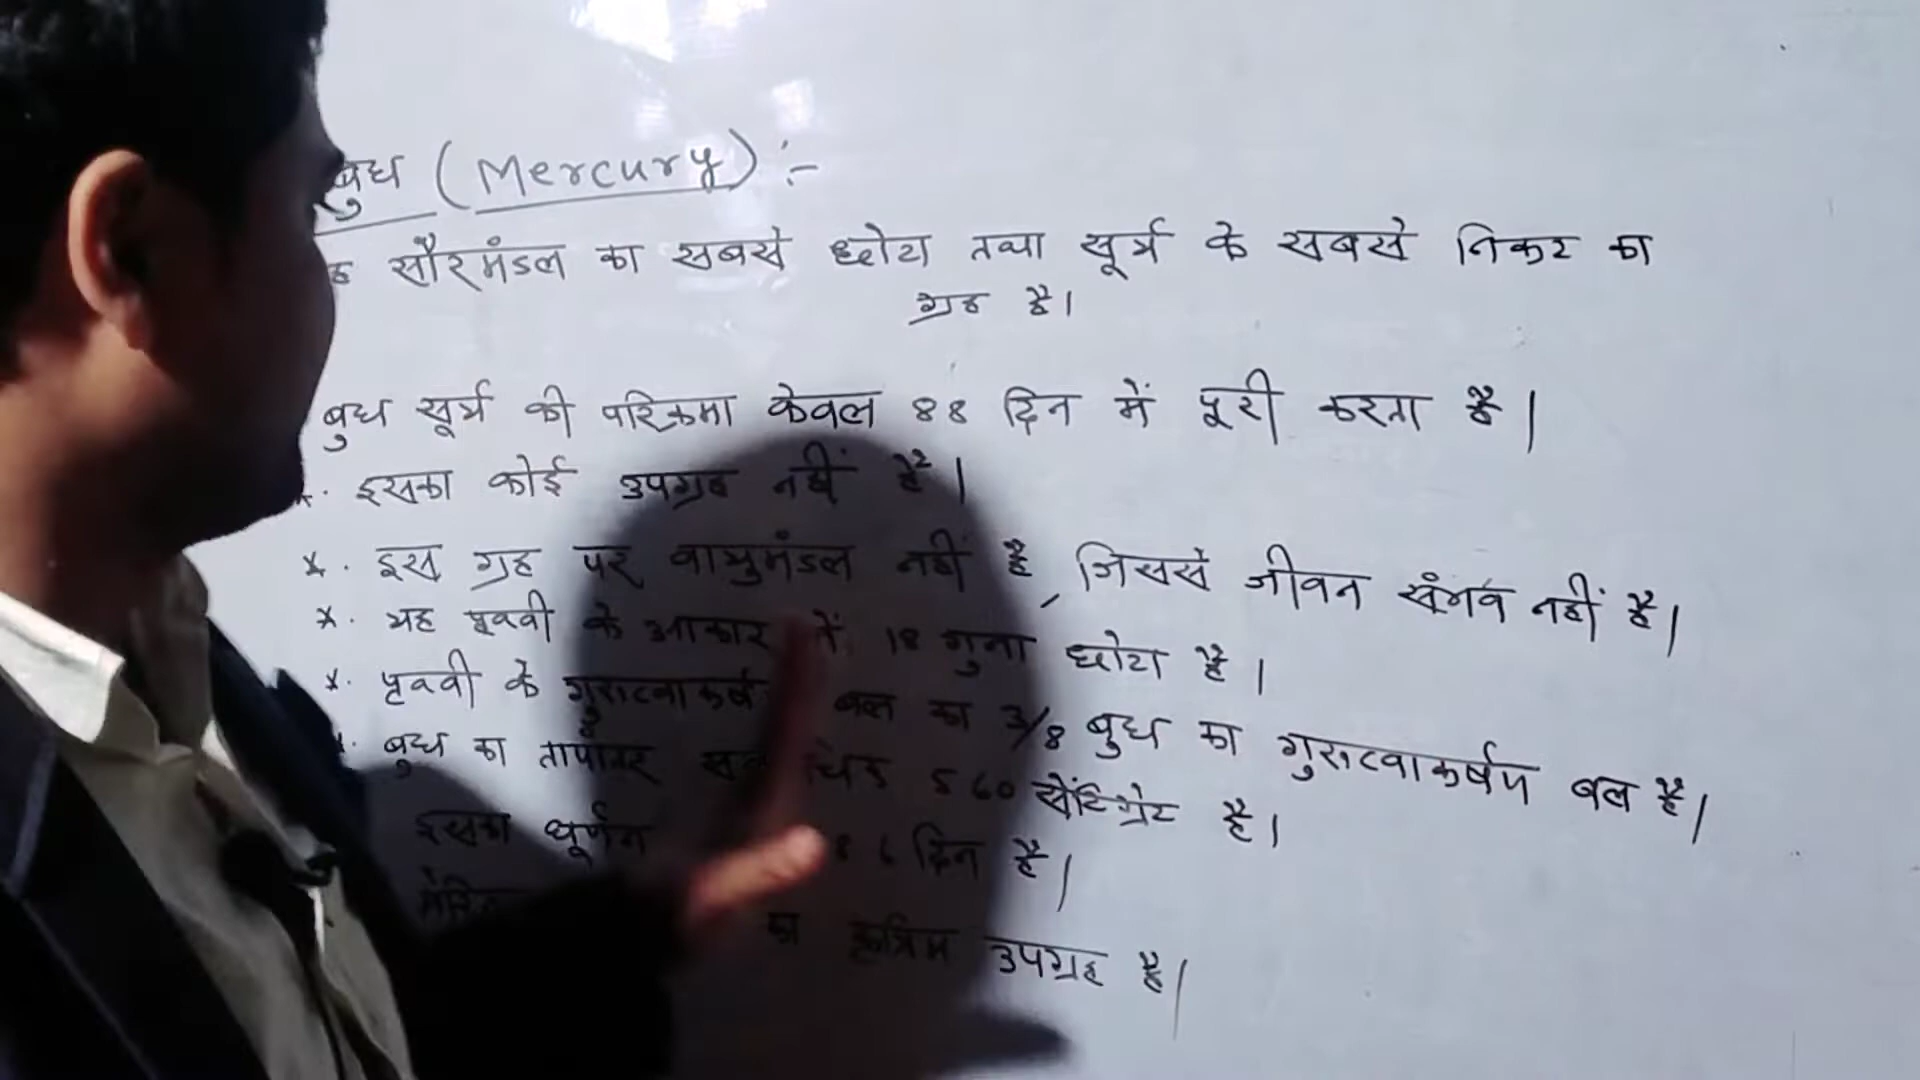 बुध (Mercury) :-
सौरमंडल का सबसे छोटा तथा सूर्य के सबसे निकट का
ग्रह है।
बुध सूर्य की परिक्रमा केवल 88 दिन में पूरी करता है।
*. इसका कोई उपग्रह नहीं है।
*. इस ग्रह पर वायुमंडल नहीं है, जिससे जीवन संभव नहीं है।
*. यह पृथ्वी के आकार में 18 गुना छोटा है।
*. पृथ्वी के गुरुत्वाकर्षण बल का 3/8 बुध का गुरुत्वाकर्षण बल है।
*. बुध का तापांतर 560 सेंटिग्रेट है।
इसका घूर्णन दिन है।
का कृत्रिम उपग्रह है।